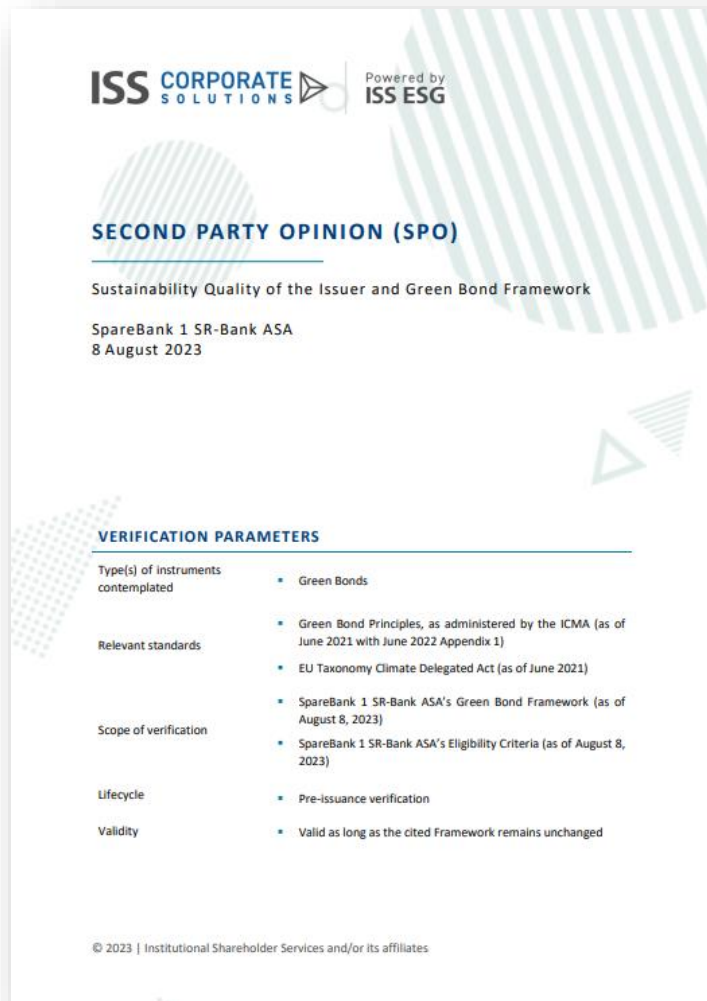 ISS CORPORATE SOLUTIONS
Powered by
ISS ESG
SECOND PARTY OPINION (SPO)
Sustainability Quality of the Issuer and Green Bond Framework
SpareBank 1 SR-Bank ASA
8 August 2023
VERIFICATION PARAMETERS
Type(s) of instruments
contemplated
▪ Green Bonds
Relevant standards
▪ Green Bond Principles, as administered by the ICMA (as of
June 2021 with June 2022 Appendix 1)
▪ EU Taxonomy Climate Delegated Act (as of June 2021)
Scope of verification
▪ SpareBank 1 SR-Bank ASA’s Green Bond Framework (as of
August 8, 2023)
▪ SpareBank 1 SR-Bank ASA’s Eligibility Criteria (as of August 8,
2023)
Lifecycle
▪ Pre-issuance verification
Validity
▪ Valid as long as the cited Framework remains unchanged
© 2023 | Institutional Shareholder Services and/or its affiliates